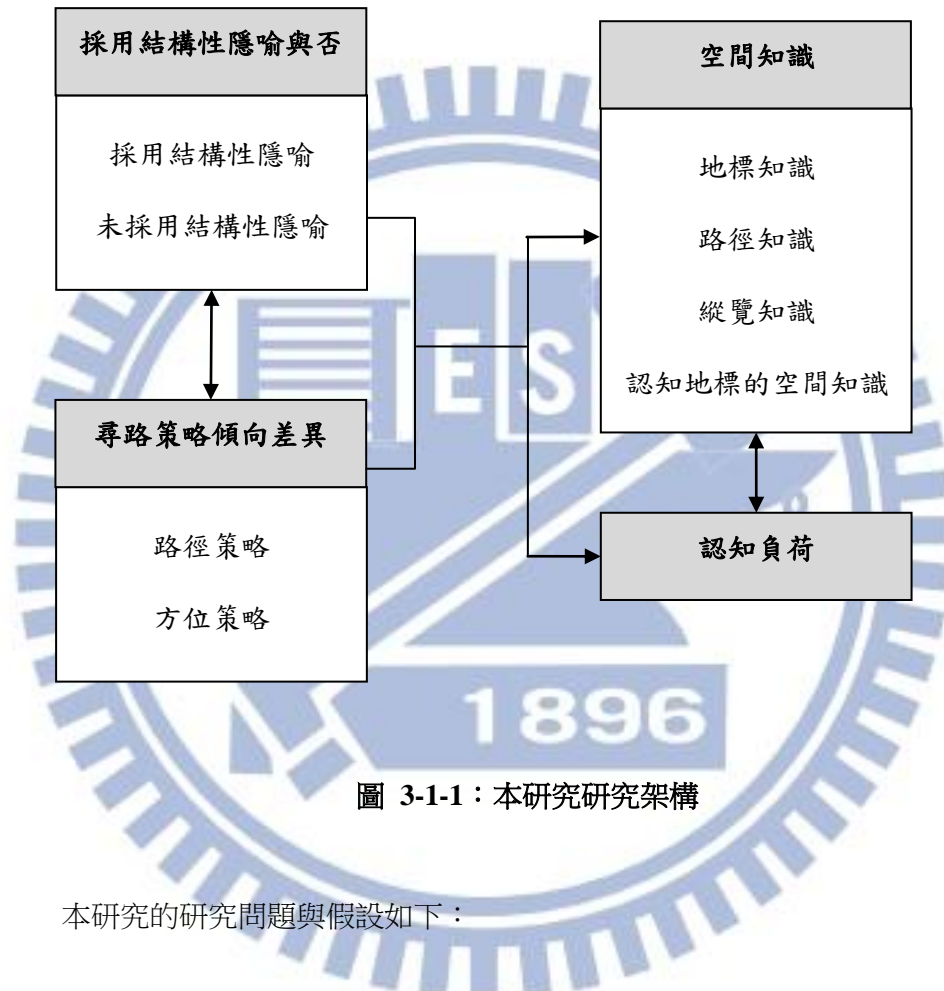 採用結構性隱喻與否
採用結構性隱喻
未採用結構性隱喻
尋路策略傾向差異
路徑策略
方位策略
空間知識
地標知識
路徑知識
縱覽知識
認知地標的空間知識
認知負荷
ES
1896
圖 3-1-1：本研究研究架構
本研究的研究問題與假設如下：